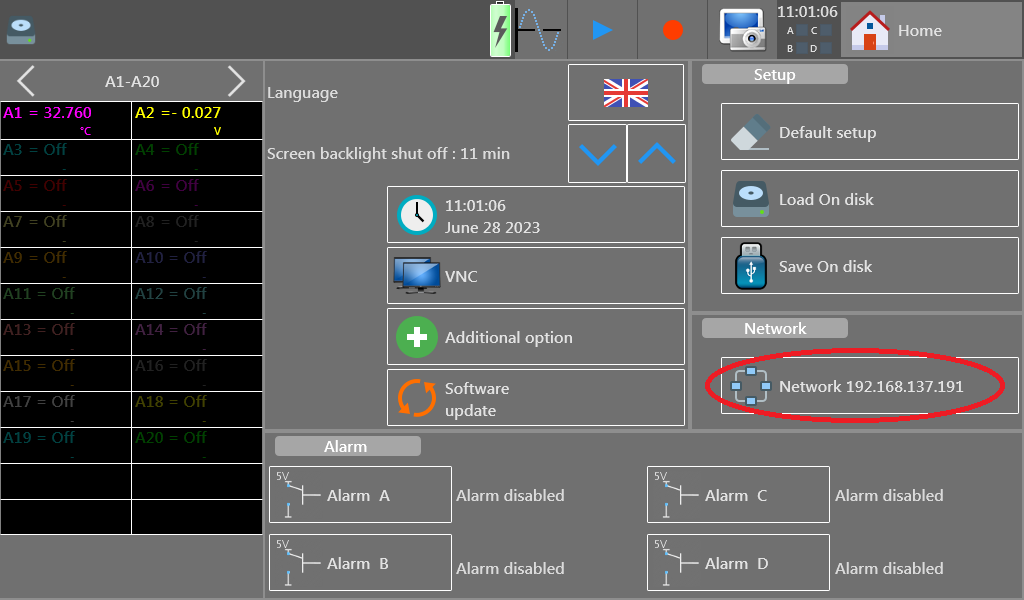 11:01:06
A C
B D
Home
A1-A20
A1 = 32.760
°C
A2 =- 0.027
V
A3 = Off
-
A4 = Off
-
A5 = Off
-
A6 = Off
-
A7 = Off
-
A8 = Off
-
A9 = Off
-
A10 = Off
-
A11 = Off
-
A12 = Off
-
A13 = Off
-
A14 = Off
-
A15 = Off
-
A16 = Off
-
A17 = Off
-
A18 = Off
-
A19 = Off
-
A20 = Off
-
Language
Screen backlight shut off : 11 min
11:01:06
June 28 2023
VNC
Additional option
Software
update
Setup
Default setup
Load On disk
Save On disk
Network
Network 192.168.137.191
Alarm
5V
Alarm A
Alarm disabled
5V
Alarm C
Alarm disabled
5V
Alarm B
Alarm disabled
5V
Alarm D
Alarm disabled